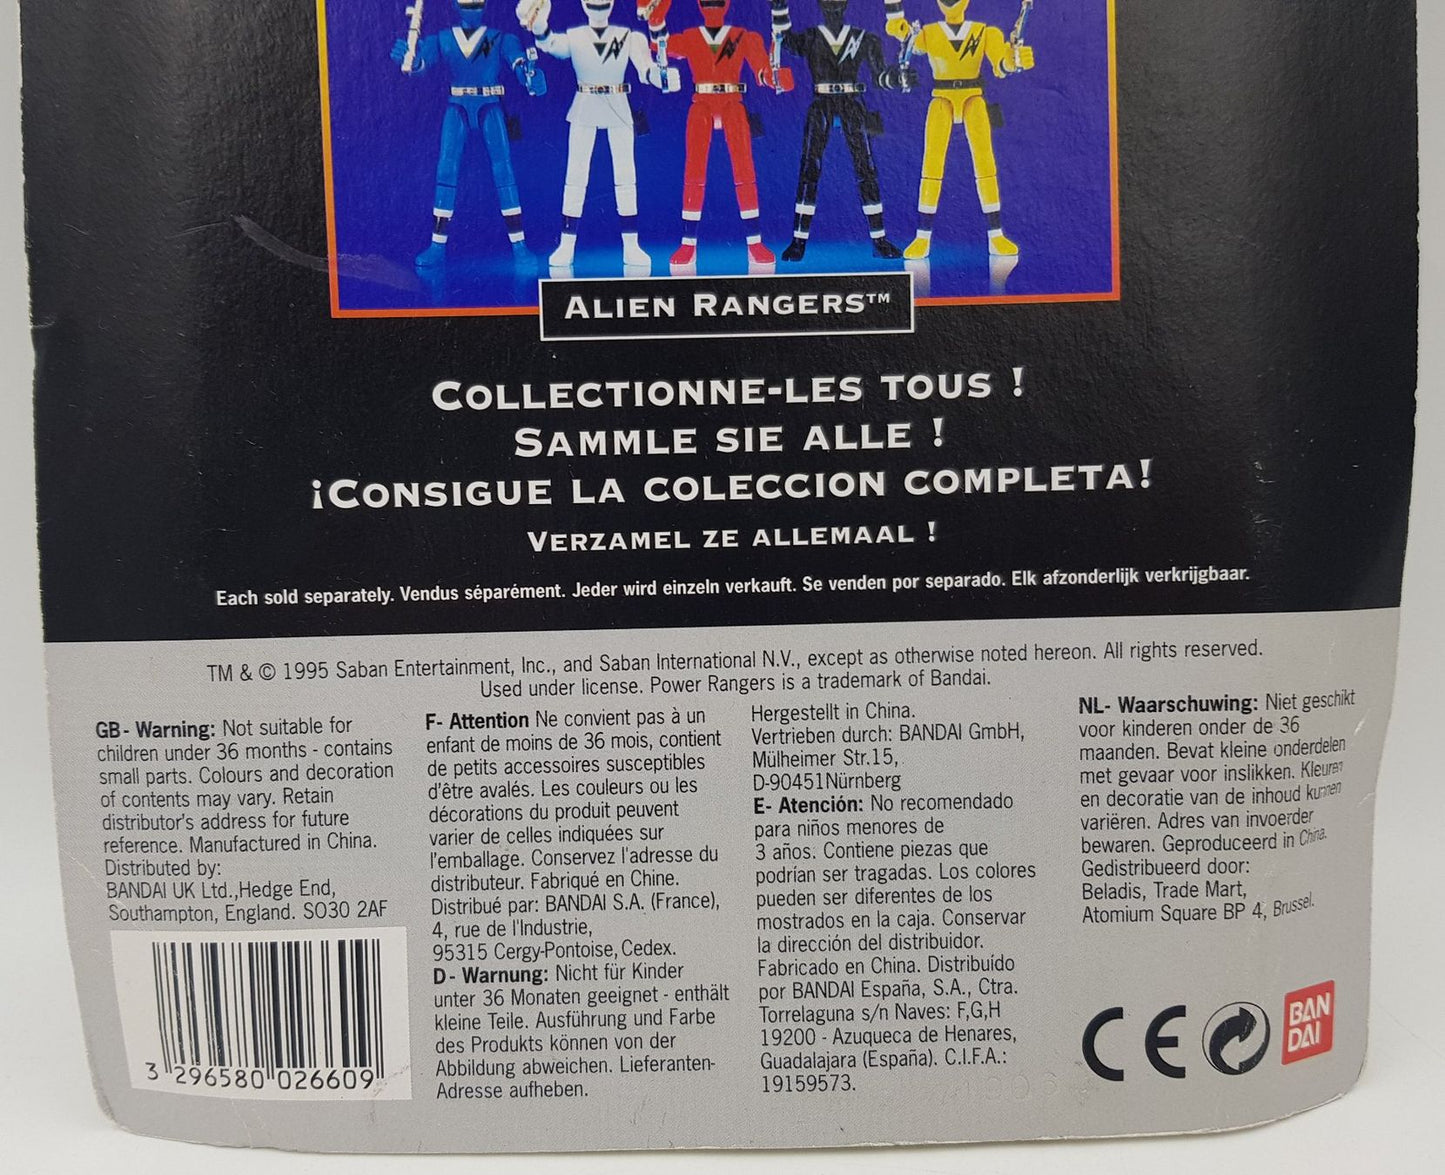 ALIEN RANGERS™
COLLECTIONNE-LES TOUS !
SAMMLE SIE ALLE !
¡CONSIGUE LA COLECCION COMPLETA!
VERZAMEL ZE ALLEMAAL !
Each sold separately. Vendus séparément. Jeder wird einzeln verkauft. Se venden por separado. Elk afzonderlijk verkrijgbaar.
TM & © 1995 Saban Entertainment, Inc., and Saban International N.V., except as otherwise noted hereon. All rights reserved.
Used under license. Power Rangers is a trademark of Bandai.
GB- Warning: Not suitable for
children under 36 months - contains
small parts. Colours and decoration
of contents may vary. Retain
distributor's address for future
reference. Manufactured in China.
Distributed by:
BANDAI UK Ltd.,Hedge End,
Southampton, England. SO30 2AF
3 296580 026609
F- Attention Ne convient pas à un
enfant de moins de 36 mois, contient
de petits accessoires susceptibles
d'être avalés. Les couleurs ou les
décorations du produit peuvent
varier de celles indiquées sur
l'emballage. Conservez l'adresse du
distributeur. Fabriqué en Chine.
Distribué par: BANDAI S.A. (France),
4, rue de l'Industrie,
95315 Cergy-Pontoise, Cedex.
D- Warnung: Nicht für Kinder
unter 36 Monaten geeignet - enthält
kleine Teile. Ausführung und Farbe
des Produkts können von der
Abbildung abweichen. Lieferanten-
Adresse aufheben.
Hergestellt in China.
Vertrieben durch: BANDAI GmbH,
Mülheimer Str.15,
D-90451Nürnberg
E- Atención: No recomendado
para niños menores de
3 años. Contiene piezas que
podrían ser tragadas. Los colores
pueden ser diferentes de los
mostrados en la caja. Conservar
la dirección del distribuidor.
Fabricado en China. Distribuído
por BANDAI España, S.A., Ctra.
Torrelaguna s/n Naves: F,G,H
19200 - Azuqueca de Henares,
Guadalajara (España). C.I.F.A.:
19159573.
NL- Waarschuwing: Niet geschikt
voor kinderen onder de 36
maanden. Bevat kleine onderdelen
met gevaar voor inslikken. Kleuren
en decoratie van de inhoud kunnen
variëren. Adres van invoerder
bewaren. Geproduceerd in China.
Gedistribueerd door:
Beladis, Trade Mart,
Atomium Square BP 4, Brussel.
CE
BAN
DAI